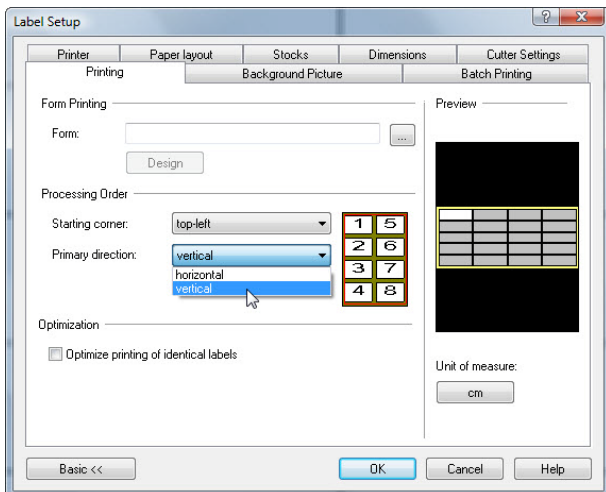 Label Setup
?
X
Printer Paper layout Stocks Dimensions Cutter Settings
Printing Background Picture Batch Printing
Form Printing
Form:
...
Design
Preview
Processing Order
Starting corner: top-left
Primary direction: vertical
horizontal
vertical
1 5
2 6
3 7
4 8
Optimization
Optimize printing of identical labels
Unit of measure:
cm
Basic << OK Cancel Help